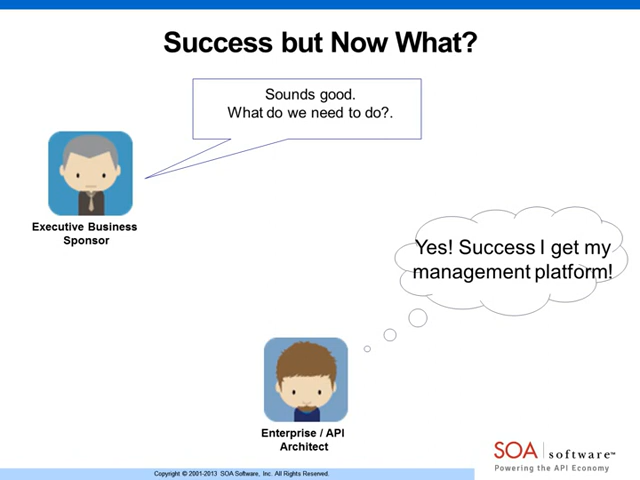 Success but Now What?
Sounds good.
What do we need to do?.
Executive Business
Sponsor
Yes! Success I get my
management platform!
Enterprise / API
Architect
SOA software™
Powering the API Economy
Copyright © 2001-2013 SOA Software, Inc. All Rights Reserved.